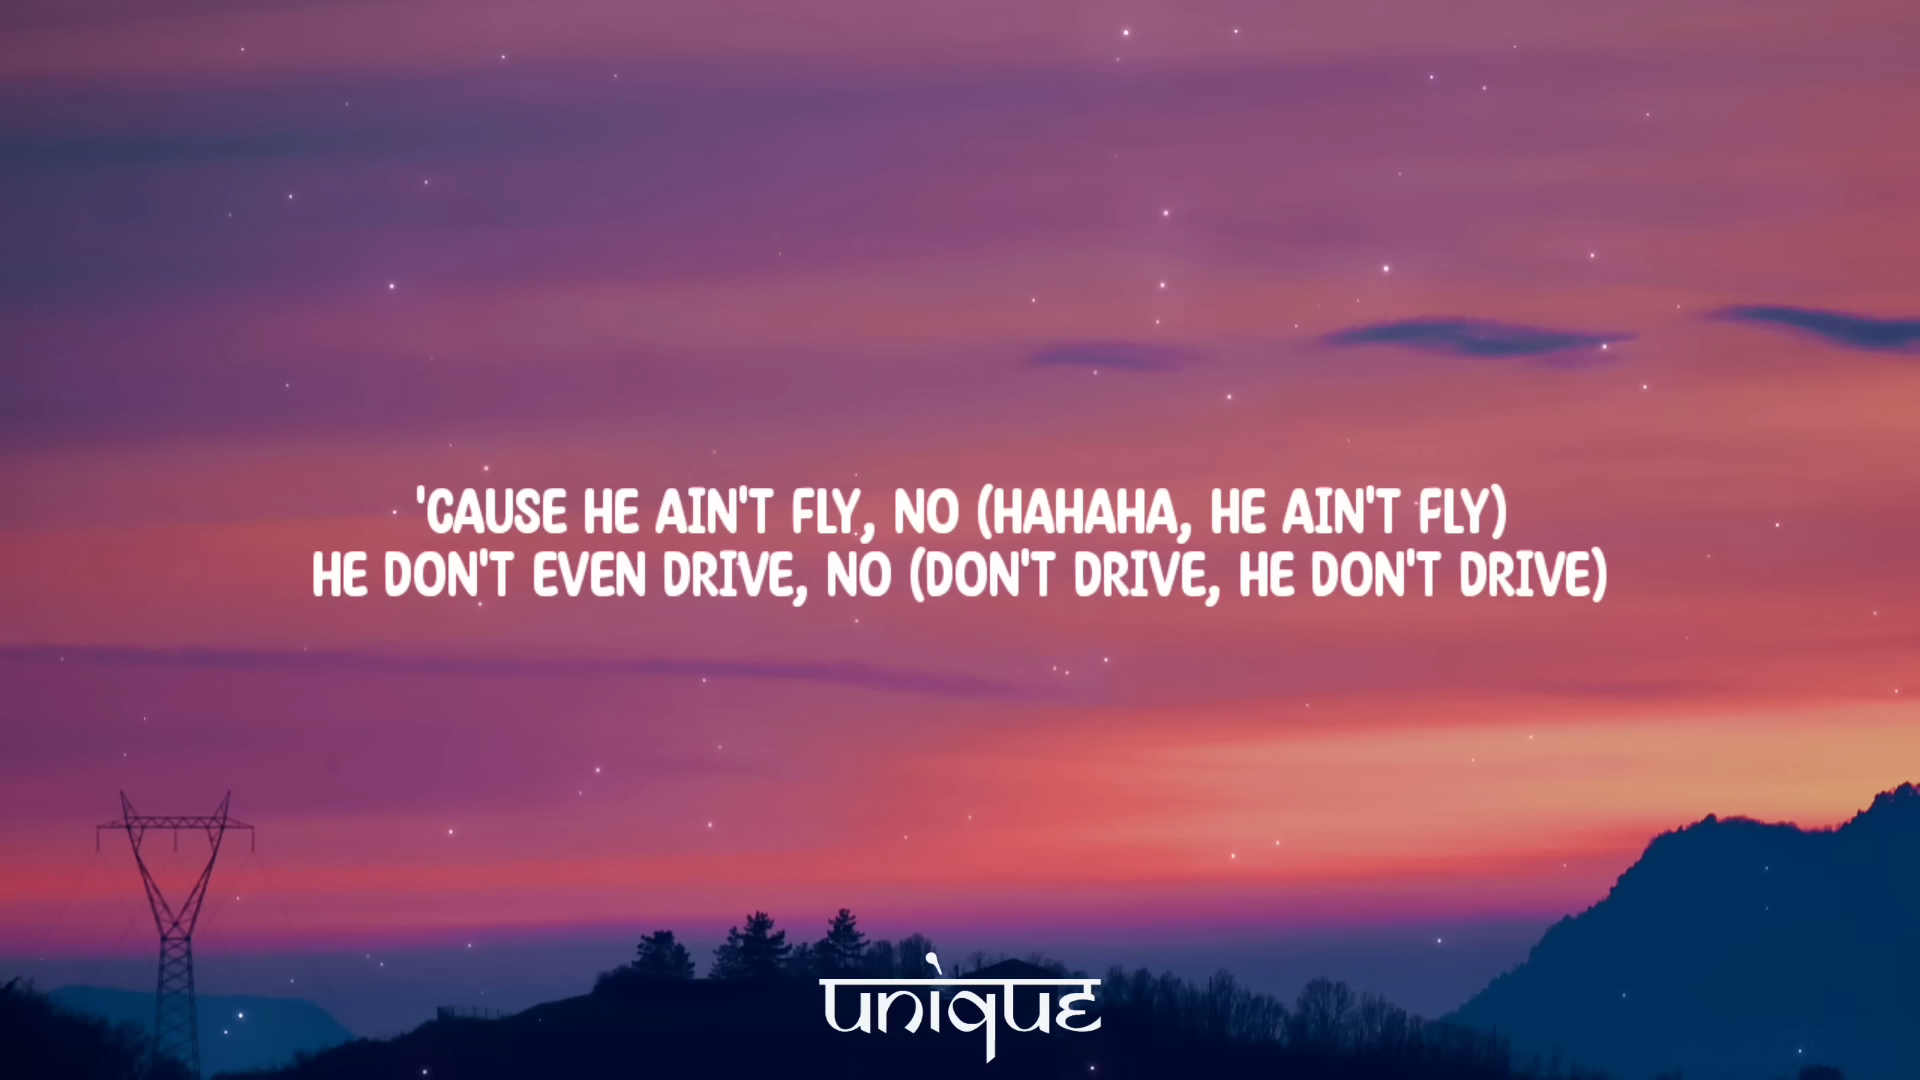 'CAUSE HE AIN'T FLY, NO (HAHAHA, HE AIN'T FLY)
HE DON'T EVEN DRIVE, NO (DON'T DRIVE, HE DON'T DRIVE)
unique